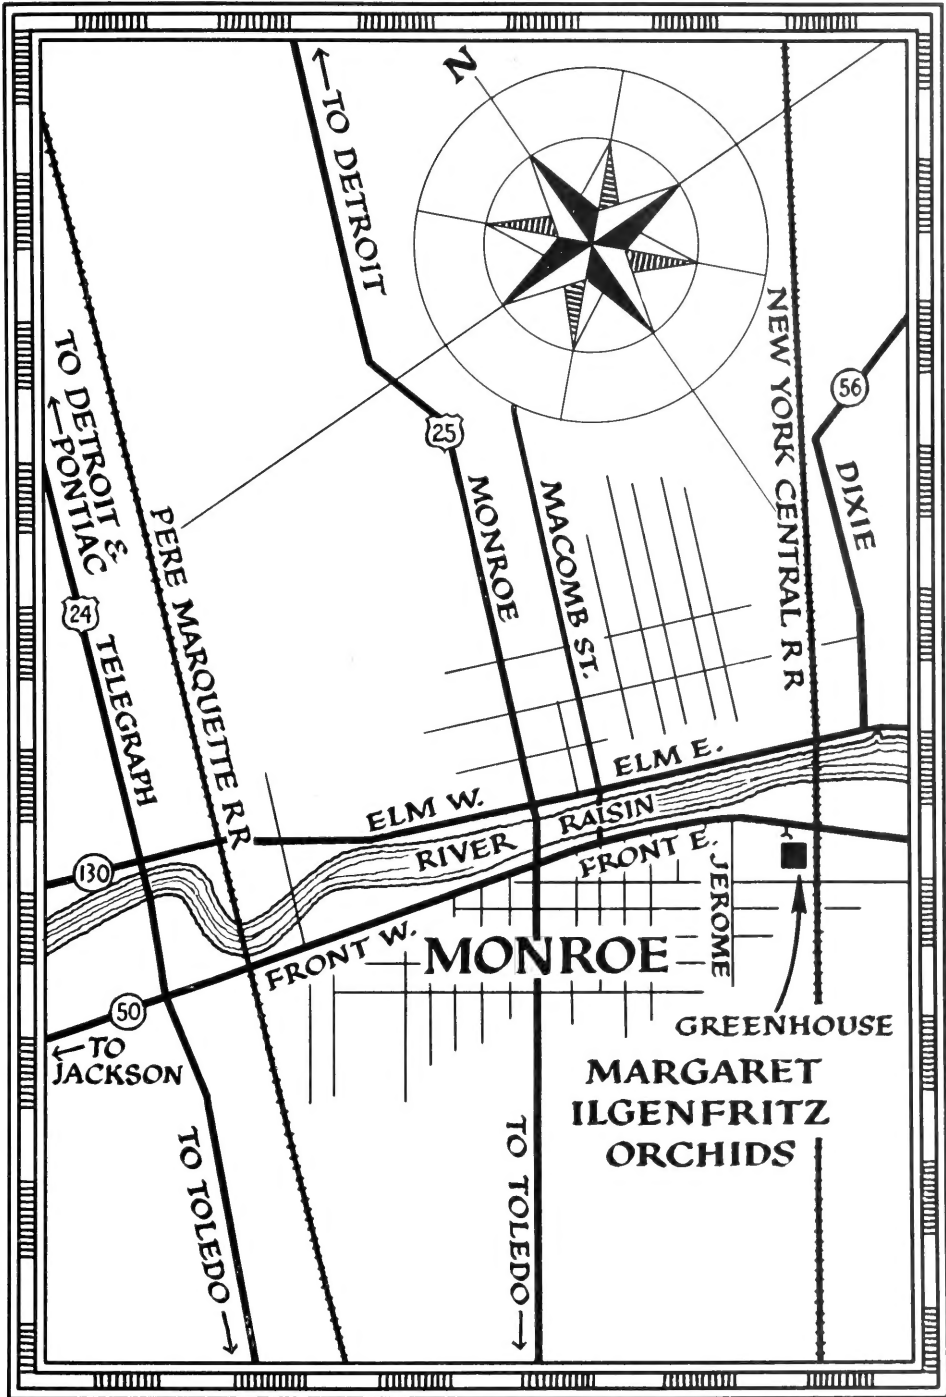 N
← TO DETROIT
NEW YORK CENTRAL R R
56
DIXIE
TO DETROIT &
← PONTIAC
25
MONROE
MACOMB ST.
PERE MARQUETTE R R
24
TELEGRAPH
ELM E.
ELM W.
RIVER RAISIN
130
FRONT E.
JEROME
FRONT W.
MONROE
50
← TO
JACKSON
GREENHOUSE
MARGARET
ILGENFRITZ
ORCHIDS
TO TOLEDO →
TO TOLEDO →